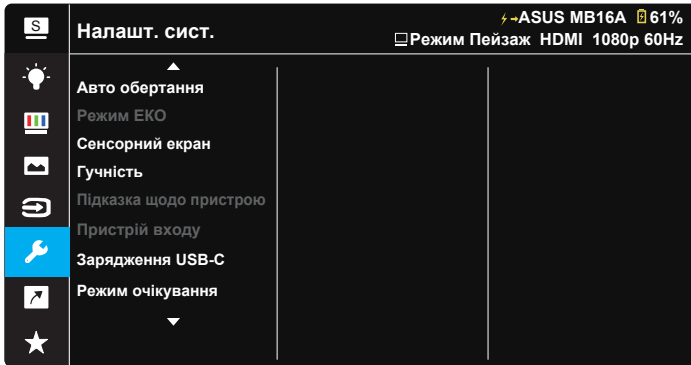 S
Налашт. сист.
ASUS MB16A 61%
Режим Пейзаж HDMI 1080p 60Hz
Авто обертання
Режим ЕКО
Сенсорний екран
Гучність
Підказка щодо пристрою
Пристрій входу
Зарядження USB-C
Режим очікування